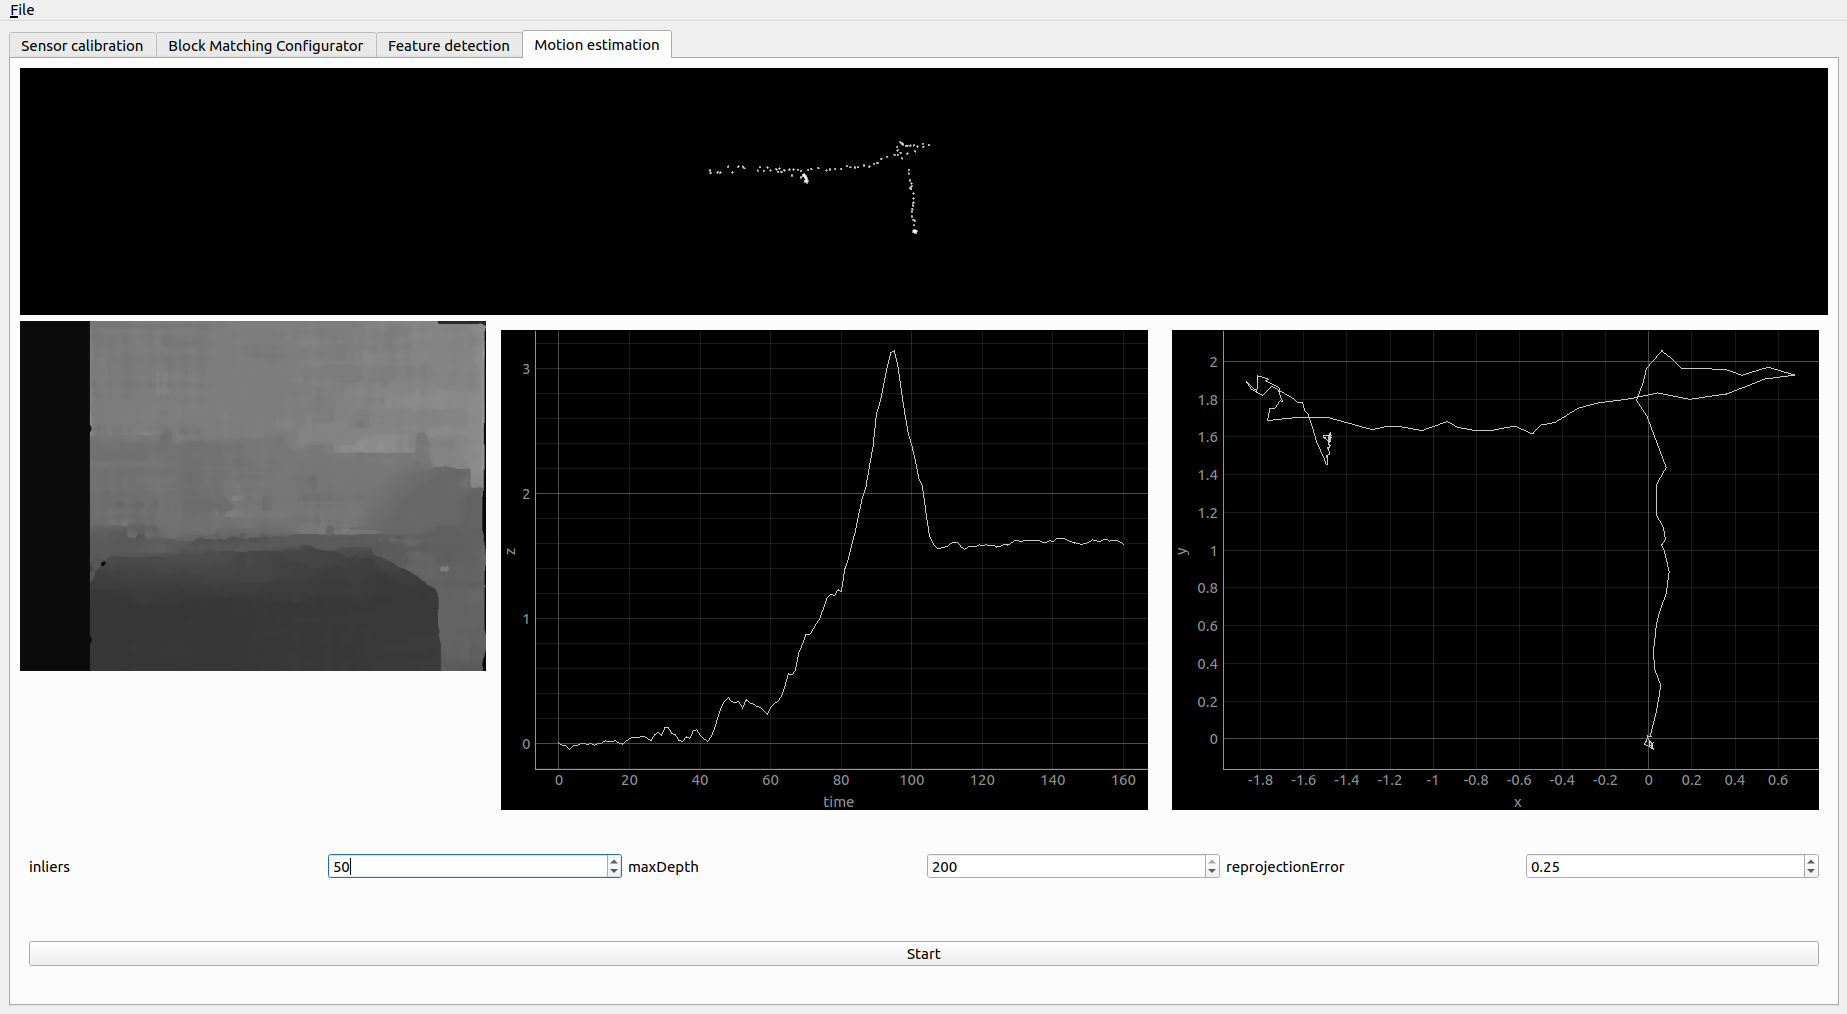 File
Sensor calibration Block Matching Configurator Feature detection Motion estimation
3
2
1
0
z
0 20 40 60 80 100 120 140 160
time
2
1.8
1.6
1.4
1.2
1
0.8
0.6
0.4
0.2
0
y
-1.8 -1.6 -1.4 -1.2 -1 -0.8 -0.6 -0.4 -0.2 0 0.2 0.4 0.6
x
inliers 50 maxDepth 200 reprojectionError 0.25
Start